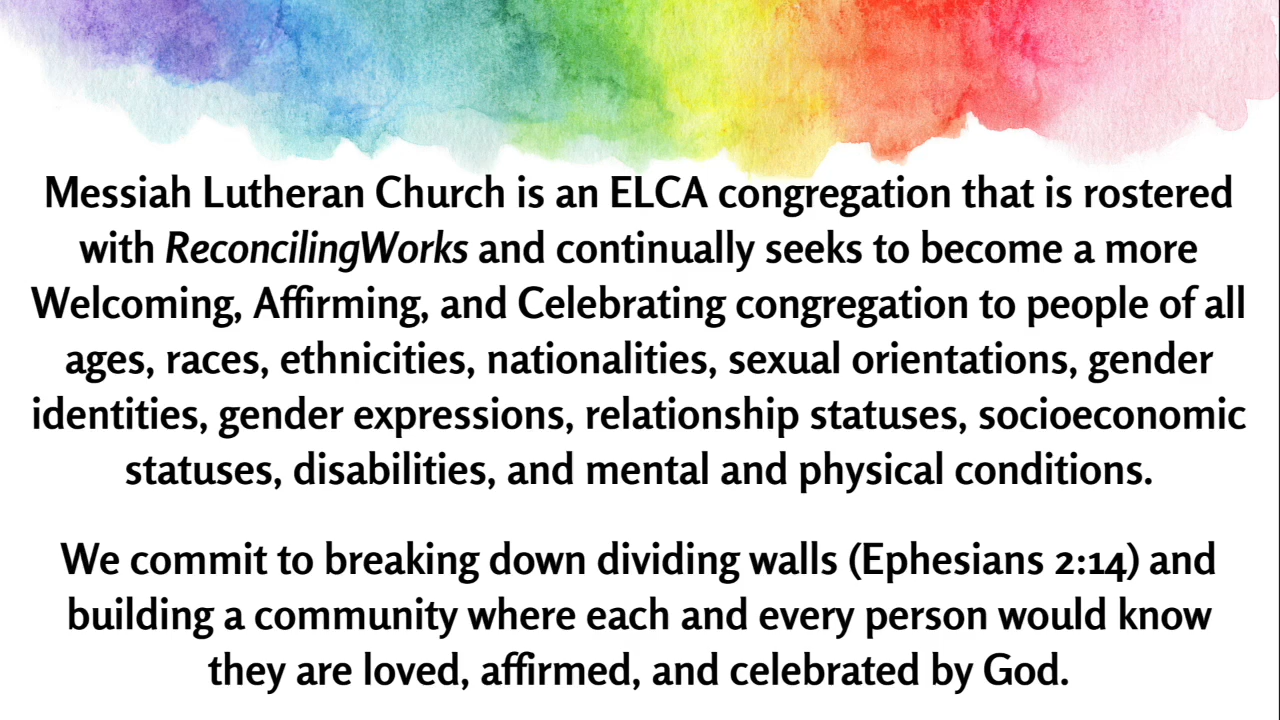 Messiah Lutheran Church is an ELCA congregation that is rostered
with ReconcilingWorks and continually seeks to become a more
Welcoming, Affirming, and Celebrating congregation to people of all
ages, races, ethnicities, nationalities, sexual orientations, gender
identities, gender expressions, relationship statuses, socioeconomic
statuses, disabilities, and mental and physical conditions.
We commit to breaking down dividing walls (Ephesians 2:14) and
building a community where each and every person would know
they are loved, affirmed, and celebrated by God.